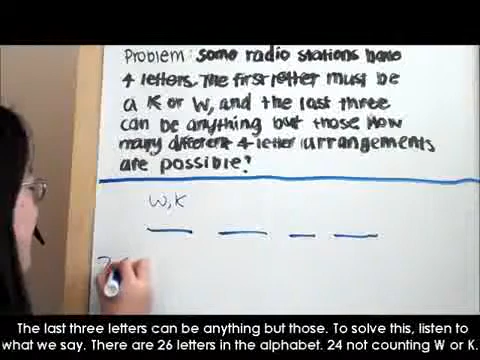 Problem: Some radio stations have
4 letters. The first letter must be
a K or W, and the last three
can be anything but those. How
many different 4 letter arrangements
are possible?
W, K
The last three letters can be anything but those. To solve this, listen to
what we say. There are 26 letters in the alphabet. 24 not counting W or K.